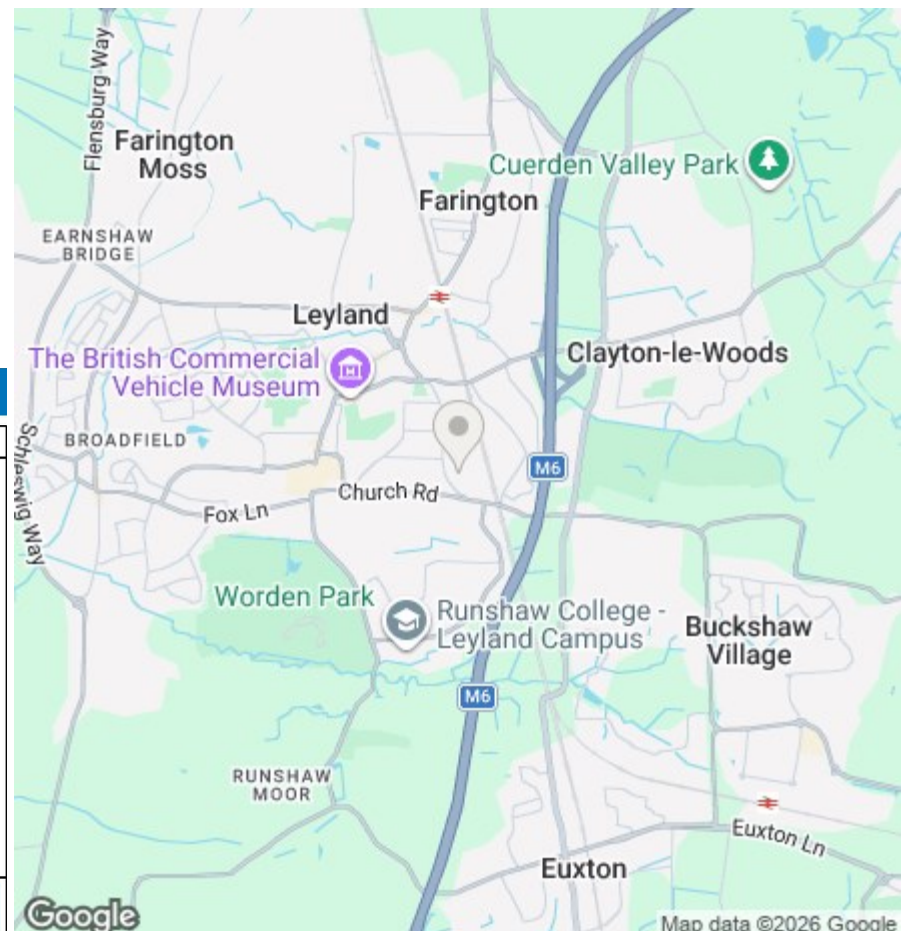 Flensburg Way
Farington
Moss
Cuerden Valley Park
Farington
EARNSHAW
BRIDGE
Leyland
The British Commercial
Vehicle Museum
Clayton-le-Woods
BROADFIELD
Schleswig Way
M6
Church Rd
Fox Ln
Worden Park
Runshaw College -
Leyland Campus
Buckshaw
Village
M6
RUNSHAW
MOOR
Euxton Ln
Euxton
Google
Map data ©2026 Google